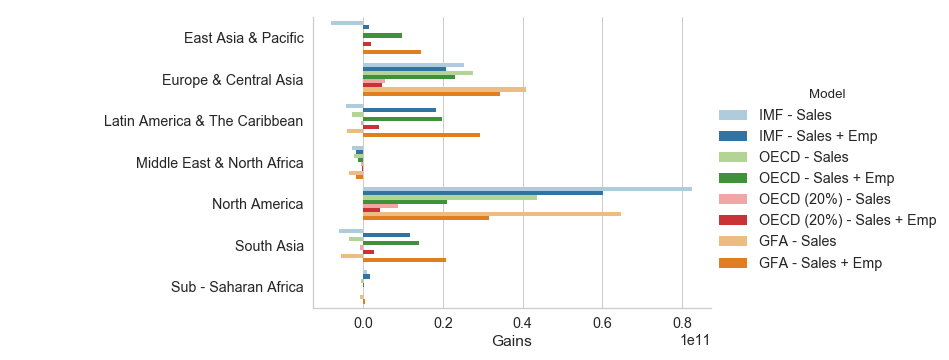 East Asia & Pacific
Europe & Central Asia
Latin America & The Caribbean
Middle East & North Africa
North America
South Asia
Sub - Saharan Africa
0.0 0.2 0.4 0.6 0.8
1e11
Gains
Model
IMF - Sales
IMF - Sales + Emp
OECD - Sales
OECD - Sales + Emp
OECD (20%) - Sales
OECD (20%) - Sales + Emp
GFA - Sales
GFA - Sales + Emp